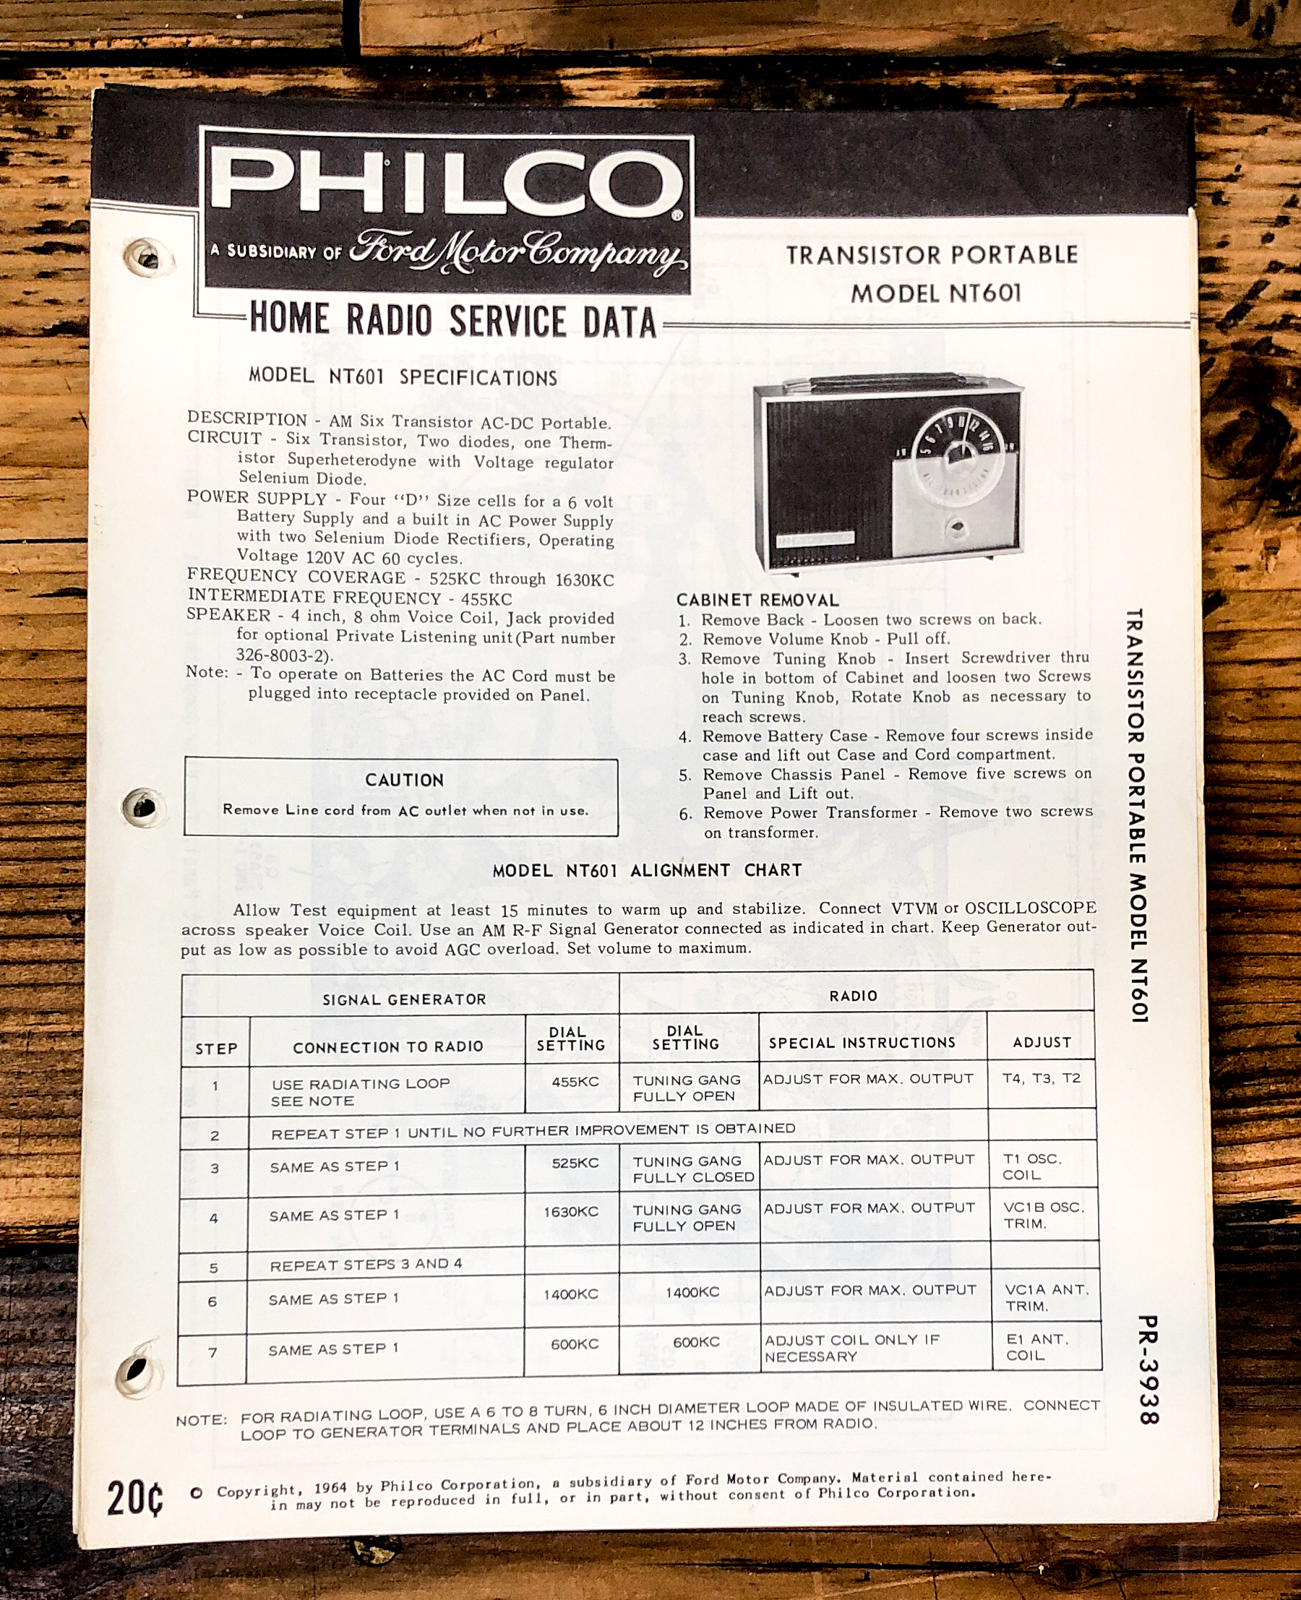 PHILCO®
A SUBSIDIARY OF Ford Motor Company
HOME RADIO SERVICE DATA
TRANSISTOR PORTABLE
MODEL NT601
MODEL NT601 SPECIFICATIONS
DESCRIPTION - AM Six Transistor AC-DC Portable.
CIRCUIT - Six Transistor, Two diodes, one Therm-
istor Superheterodyne with Voltage regulator
Selenium Diode.
POWER SUPPLY - Four "D" Size cells for a 6 volt
Battery Supply and a built in AC Power Supply
with two Selenium Diode Rectifiers, Operating
Voltage 120V AC 60 cycles.
FREQUENCY COVERAGE - 525KC through 1630KC
INTERMEDIATE FREQUENCY - 455KC
SPEAKER - 4 inch, 8 ohm Voice Coil, Jack provided
for optional Private Listening unit(Part number
326-8003-2).
Note: - To operate on Batteries the AC Cord must be
plugged into receptacle provided on Panel.
CAUTION
Remove Line cord from AC outlet when not in use.
5 6 7 9 11 12 14 16
CABINET REMOVAL
1. Remove Back - Loosen two screws on back.
2. Remove Volume Knob - Pull off.
3. Remove Tuning Knob - Insert Screwdriver thru
hole in bottom of Cabinet and loosen two Screws
on Tuning Knob, Rotate Knob as necessary to
reach screws.
4. Remove Battery Case - Remove four screws inside
case and lift out Case and Cord compartment.
5. Remove Chassis Panel - Remove five screws on
Panel and Lift out.
6. Remove Power Transformer - Remove two screws
on transformer.
MODEL NT601 ALIGNMENT CHART
Allow Test equipment at least 15 minutes to warm up and stabilize. Connect VTVM or OSCILLOSCOPE
across speaker Voice Coil. Use an AM R-F Signal Generator connected as indicated in chart. Keep Generator out-
put as low as possible to avoid AGC overload. Set volume to maximum.
SIGNAL GENERATOR RADIO
STEP CONNECTION TO RADIO DIAL SETTING DIAL SETTING SPECIAL INSTRUCTIONS ADJUST
1 USE RADIATING LOOP 455KC TUNING GANG ADJUST FOR MAX. OUTPUT T4, T3, T2
SEE NOTE FULLY OPEN
2 REPEAT STEP 1 UNTIL NO FURTHER IMPROVEMENT IS OBTAINED
3 SAME AS STEP 1 525KC TUNING GANG ADJUST FOR MAX. OUTPUT T1 OSC.
FULLY CLOSED COIL
4 SAME AS STEP 1 1630KC TUNING GANG ADJUST FOR MAX. OUTPUT VC1B OSC.
FULLY OPEN TRIM.
5 REPEAT STEPS 3 AND 4
6 SAME AS STEP 1 1400KC 1400KC ADJUST FOR MAX. OUTPUT VC1A ANT.
TRIM.
7 SAME AS STEP 1 600KC 600KC ADJUST COIL ONLY IF E1 ANT.
NECESSARY COIL
NOTE: FOR RADIATING LOOP, USE A 6 TO 8 TURN, 6 INCH DIAMETER LOOP MADE OF INSULATED WIRE. CONNECT
LOOP TO GENERATOR TERMINALS AND PLACE ABOUT 12 INCHES FROM RADIO.
20¢
© Copyright, 1964 by Philco Corporation, a subsidiary of Ford Motor Company. Material contained here-
in may not be reproduced in full, or in part, without consent of Philco Corporation.
TRANSISTOR PORTABLE MODEL NT601
PR-3938